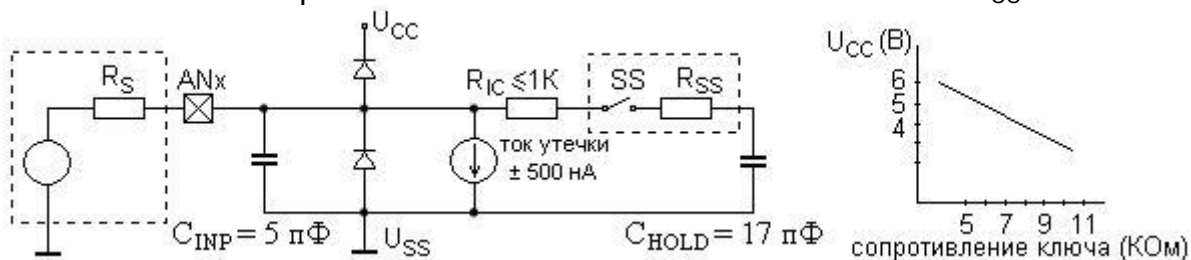 U_CC
R_S
ANx
R_IC ≤1К
SS
R_SS
ток утечки
± 500 нА
C_INP = 5 пФ
U_SS
C_HOLD = 17 пФ
U_CC (В)
6
5
4
5 7 9 11
сопротивление ключа (КОм)